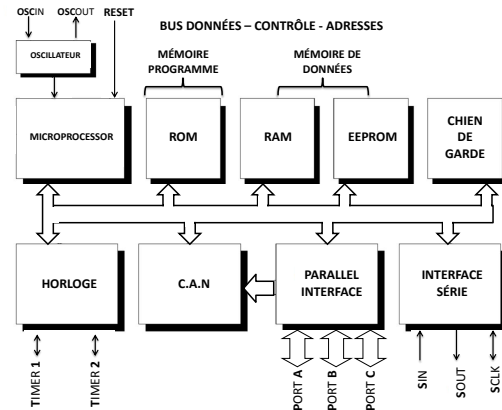 OSCIN OSCOUT RESET
BUS DONNÉES – CONTRÔLE - ADRESSES
OSCILLATEUR
MÉMOIRE
PROGRAMME
MÉMOIRE DE
DONNÉES
MICROPROCESSOR
ROM
RAM
EEPROM
CHIEN
DE
GARDE
HORLOGE
C.A.N
PARALLEL
INTERFACE
INTERFACE
SÉRIE
TIMER 1
TIMER 2
PORT A
PORT B
PORT C
SIN
SOUT
SCLK